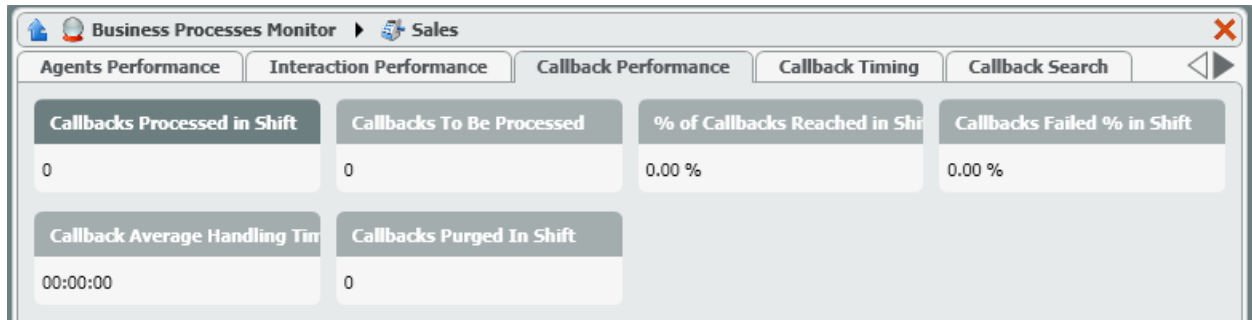 Business Processes Monitor Sales
Agents Performance Interaction Performance Callback Performance Callback Timing Callback Search
Callbacks Processed in Shift Callbacks To Be Processed % of Callbacks Reached in Shi Callbacks Failed % in Shift
0 0 0.00 % 0.00 %
Callback Average Handling Tim Callbacks Purged In Shift
00:00:00 0